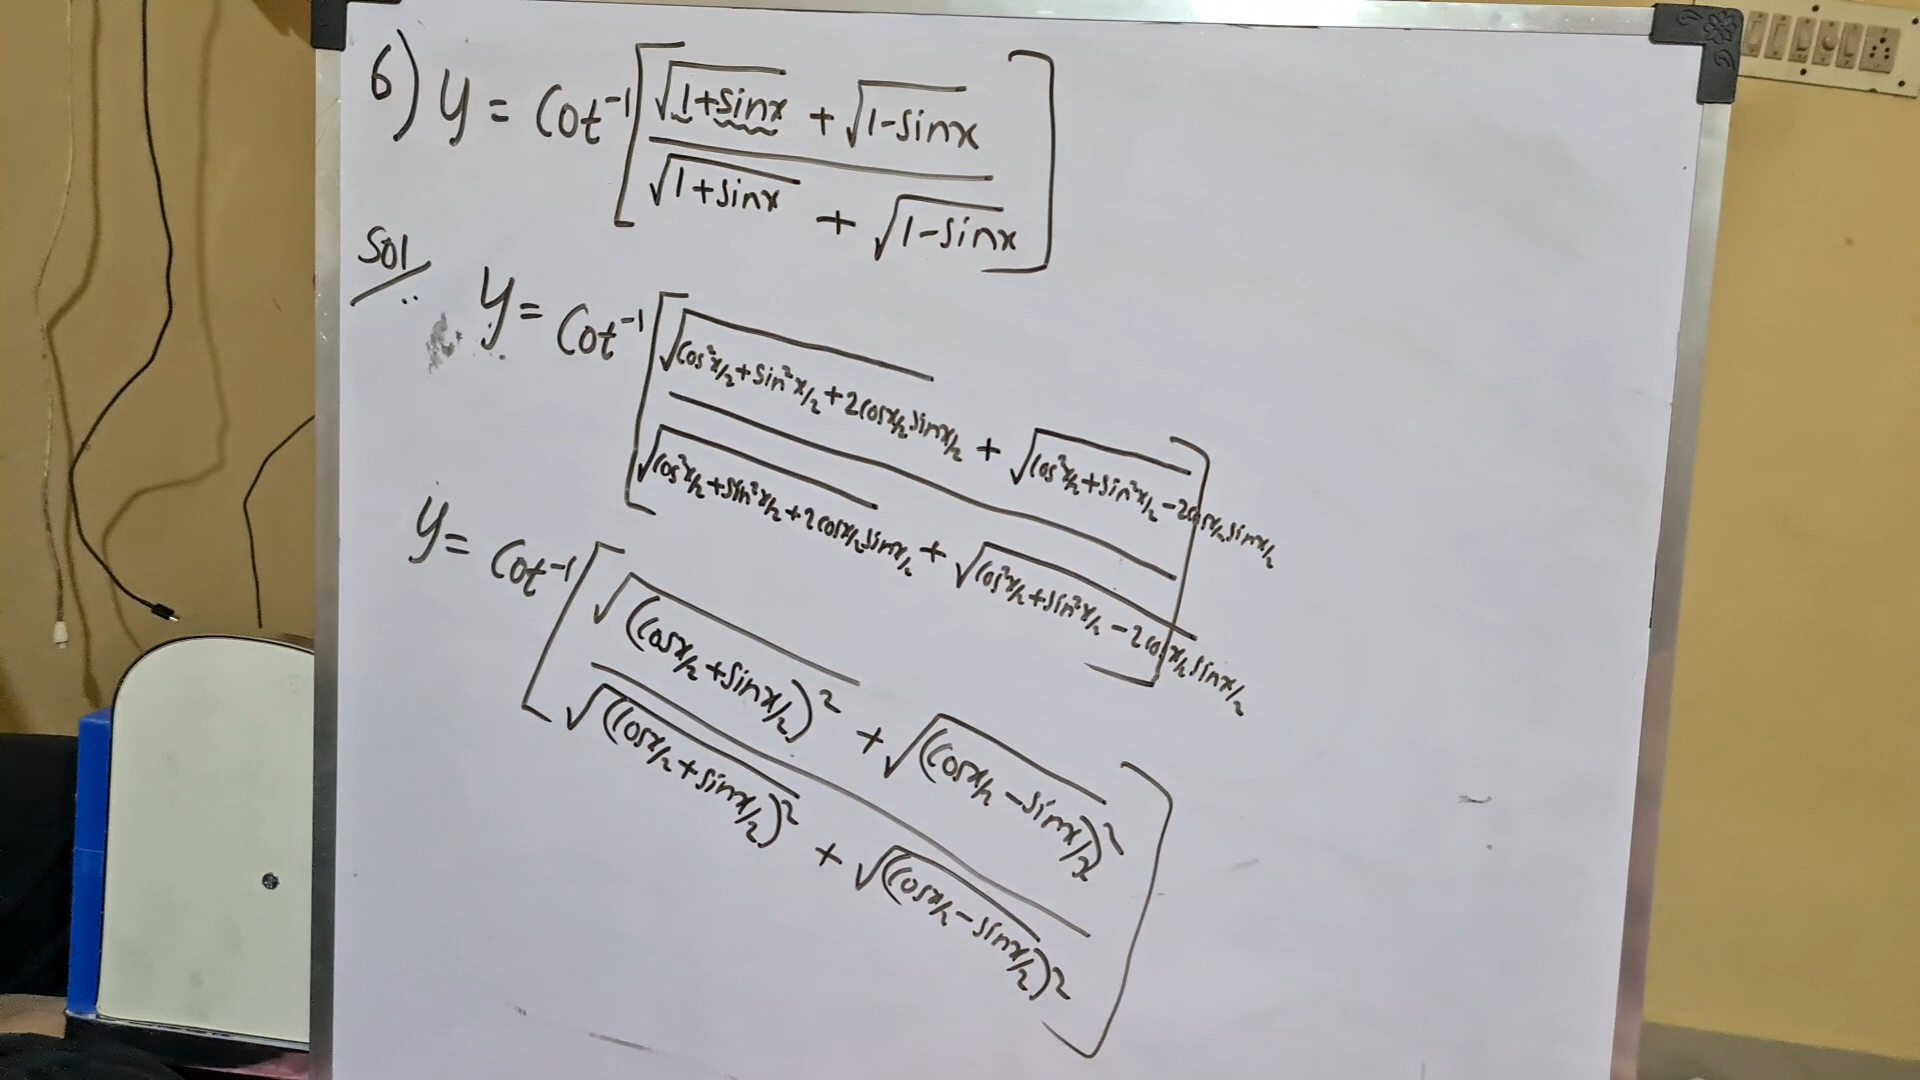 6) y = Cot⁻¹[(√(1+sinx) + √(1-sinx))/(√(1+sinx) + √(1-sinx))]
Sol
y = Cot⁻¹[(√(Cos²x/2+Sin²x/2+2Cosx/2 sinx/2) + √(Cos²x/2+sin²x/2-2Cosx/2 sinx/2))/(√(Cos²x/2+sin²x/2+2Cosx/2 sinx/2) + √(Cos²x/2+sin²x/2-2Cosx/2 sinx/2))]
y = Cot⁻¹[(√((Cosx/2+sinx/2)²) + √((Cosx/2-sinx/2)²))/(√((Cosx/2+sinx/2)²) + √((Cosx/2-sinx/2)²))]